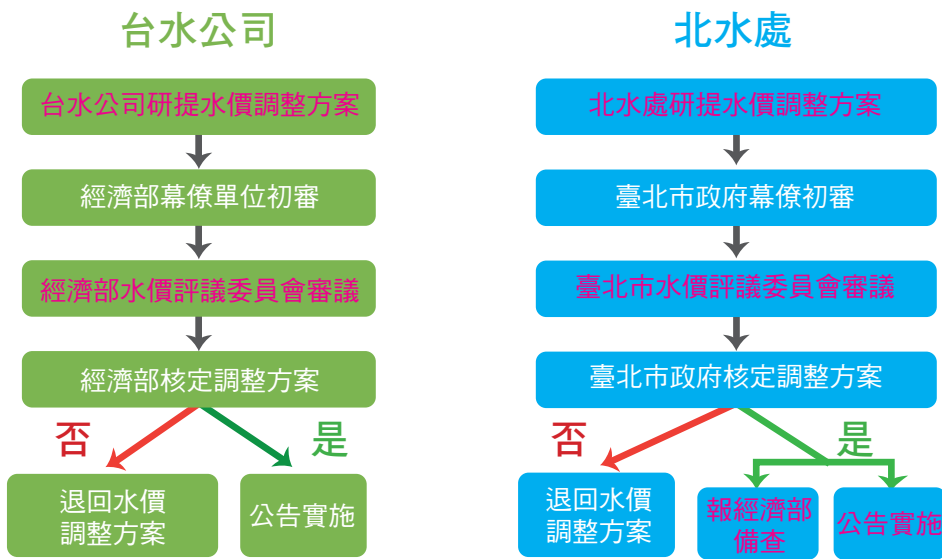 台水公司
台水公司研提水價調整方案
經濟部幕僚單位初審
經濟部水價評議委員會審議
經濟部核定調整方案
否
是
退回水價
調整方案
公告實施
北水處
北水處研提水價調整方案
臺北市政府幕僚初審
臺北市水價評議委員會審議
臺北市政府核定調整方案
否
是
退回水價
調整方案
報經濟部
備查
公告實施